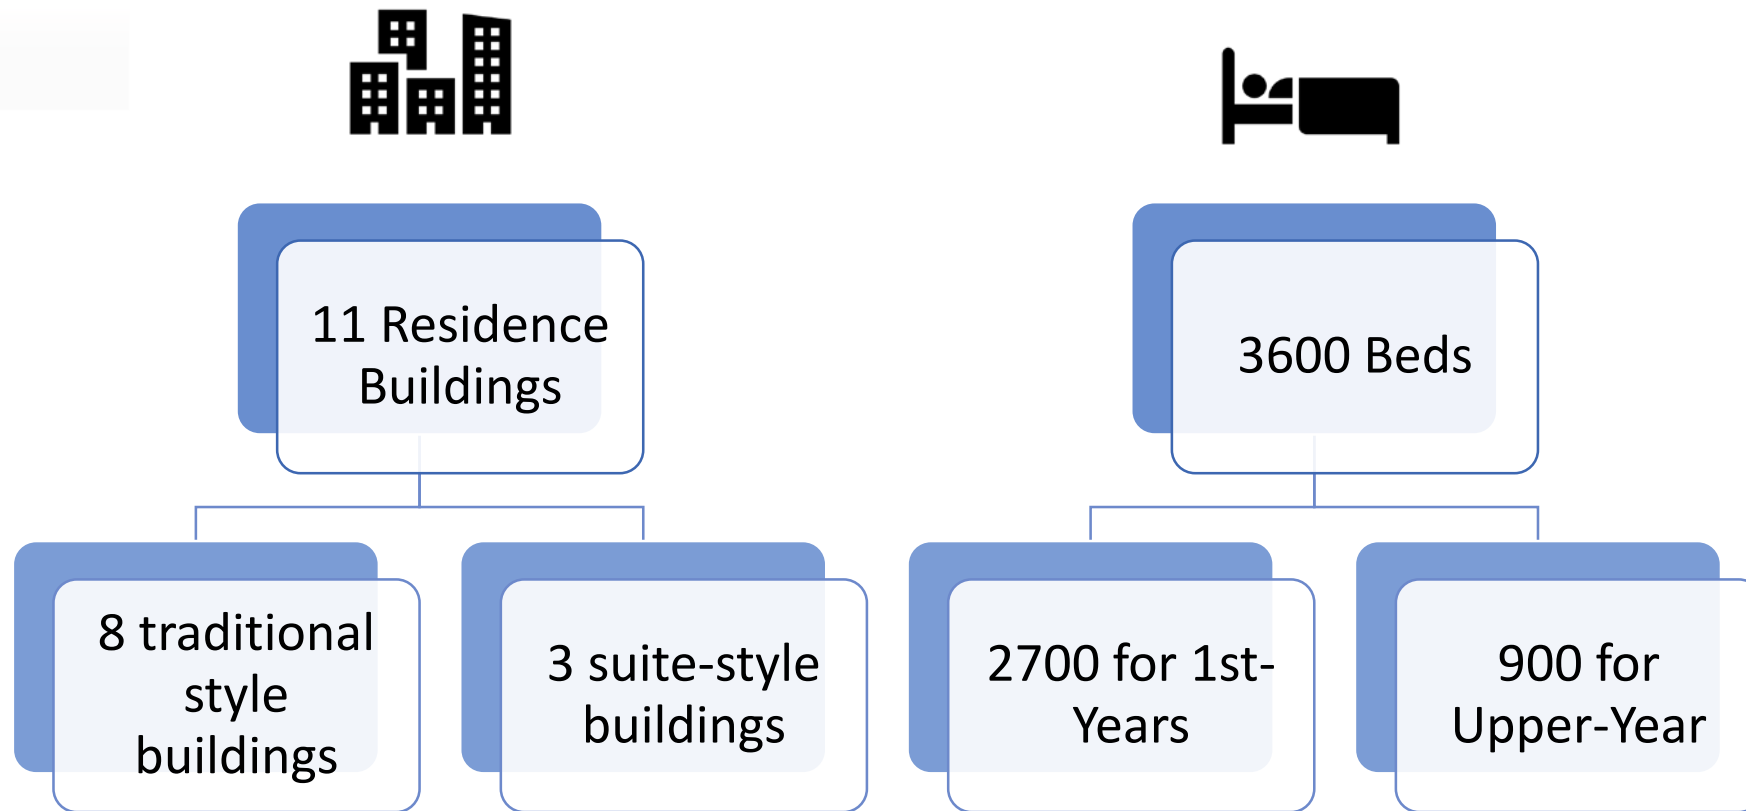 11 Residence
Buildings
3600 Beds
8 traditional
style
buildings
3 suite-style
buildings
2700 for 1st-
Years
900 for
Upper-Year